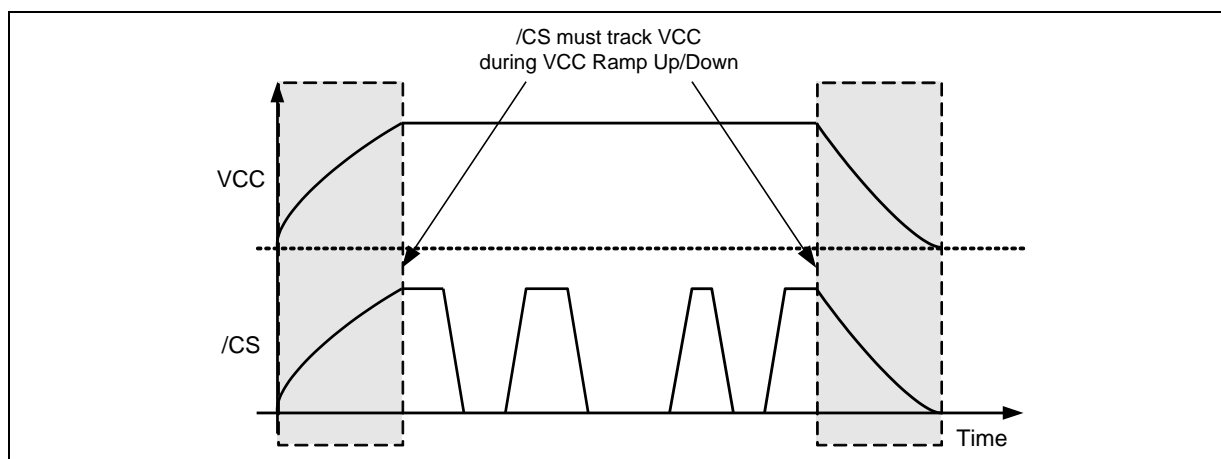 /CS must track VCC
during VCC Ramp Up/Down
VCC
/CS
Time